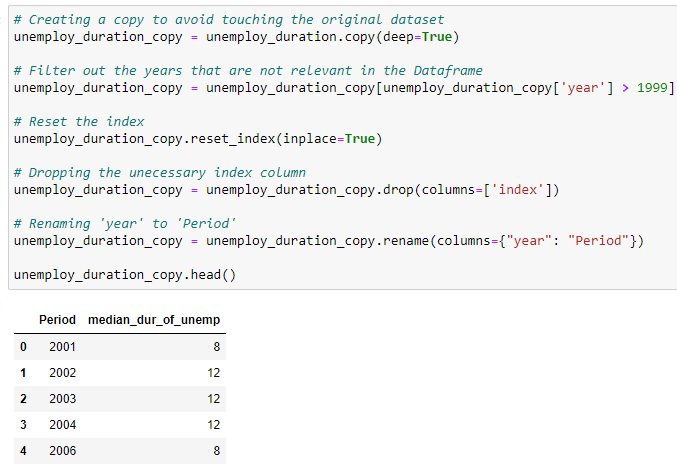 # Creating a copy to avoid touching the original dataset
unemploy_duration_copy = unemploy_duration.copy(deep=True)
# Filter out the years that are not relevant in the Dataframe
unemploy_duration_copy = unemploy_duration_copy[unemploy_duration_copy['year'] > 1999]
# Reset the index
unemploy_duration_copy.reset_index(inplace=True)
# Dropping the unecessary index column
unemploy_duration_copy = unemploy_duration_copy.drop(columns=['index'])
# Renaming 'year' to 'Period'
unemploy_duration_copy = unemploy_duration_copy.rename(columns={"year": "Period"})
unemploy_duration_copy.head()
Period median_dur_of_unemp
0 2001 8
1 2002 12
2 2003 12
3 2004 12
4 2006 8